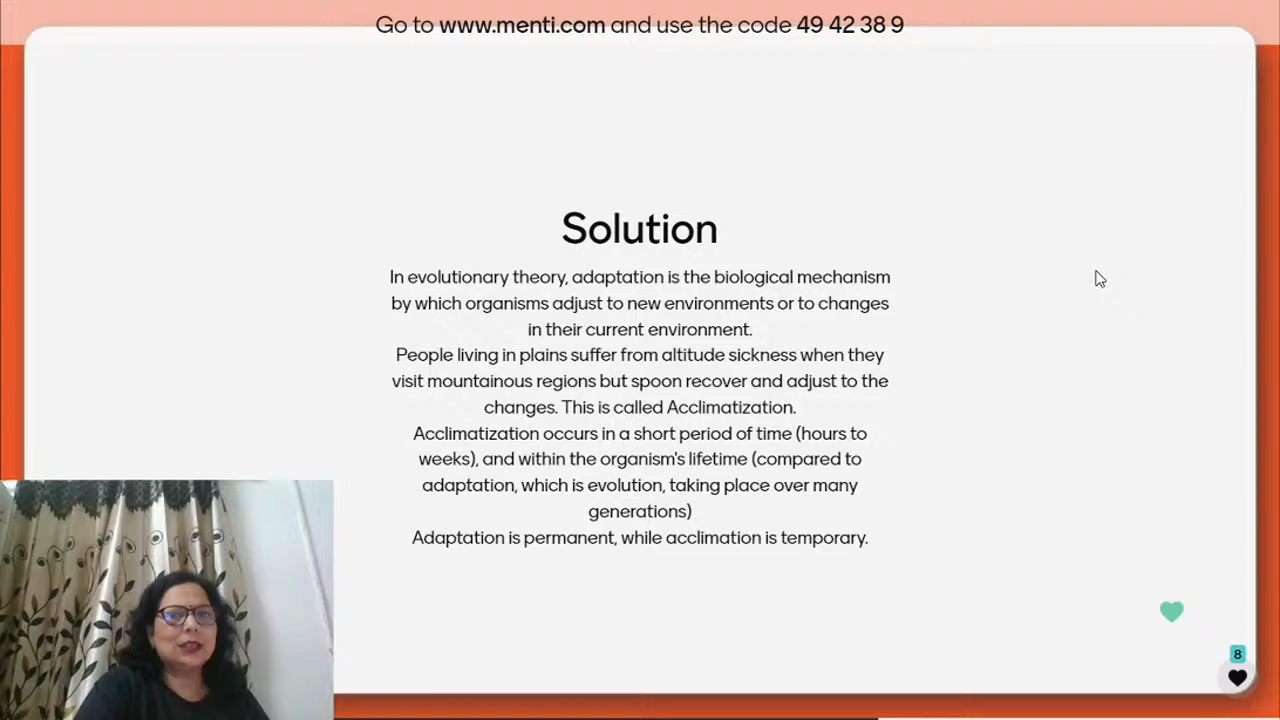 Go to www.menti.com and use the code 49 42 38 9
Solution
In evolutionary theory, adaptation is the biological mechanism
by which organisms adjust to new environments or to changes
in their current environment.
People living in plains suffer from altitude sickness when they
visit mountainous regions but spoon recover and adjust to the
changes. This is called Acclimatization.
Acclimatization occurs in a short period of time (hours to
weeks), and within the organism's lifetime (compared to
adaptation, which is evolution, taking place over many
generations)
Adaptation is permanent, while acclimation is temporary.
8